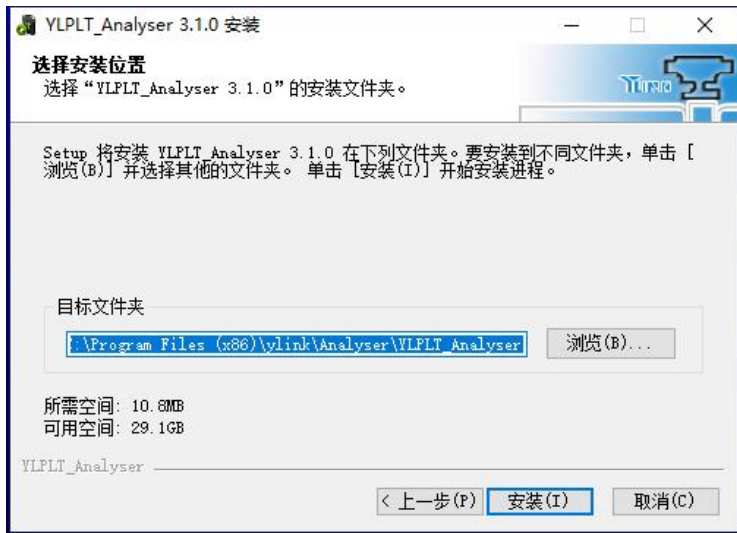 YLPLT_Analyser 3.1.0 安装
选择安装位置
选择“YLPLT_Analyser 3.1.0”的安装文件夹。
Setup 将安装 YLPLT_Analyser 3.1.0 在下列文件夹。要安装到不同文件夹，单击 [
浏览(B)] 并选择其他的文件夹。 单击 [安装(I)] 开始安装进程。
目标文件夹
:\Program Files (x86)\ylink\Analyser\YLPLT_Analyser
浏览(B)...
所需空间: 10.8MB
可用空间: 29.1GB
YLPLT_Analyser
< 上一步(P)
安装(I)
取消(C)